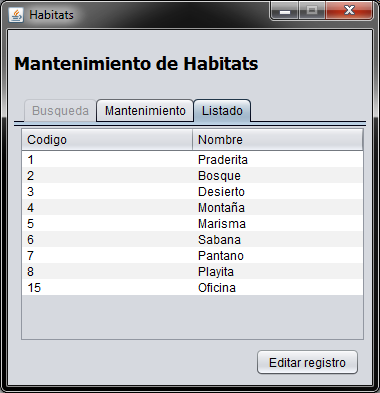 Habitats
Mantenimiento de Habitats
Busqueda Mantenimiento Listado
Codigo Nombre
1 Praderita
2 Bosque
3 Desierto
4 Montaña
5 Marisma
6 Sabana
7 Pantano
8 Playita
15 Oficina
Editar registro